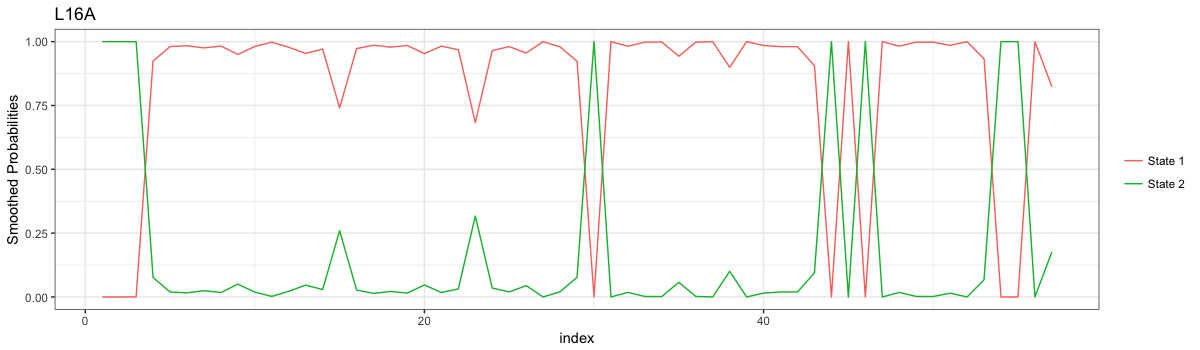 L16A
Smoothed Probabilities
1.00
0.75
0.50
0.25
0.00
0 20 40
index
State 1
State 2